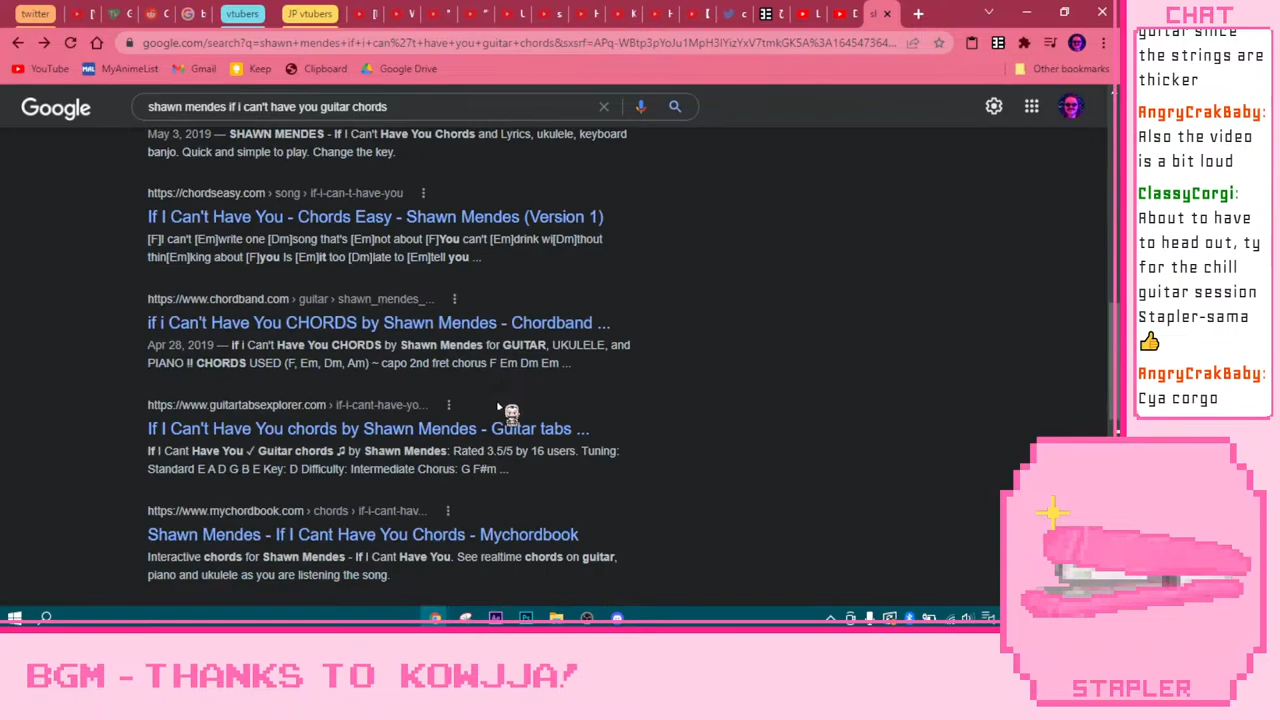 twitter
vtubers
JP vtubers
google.com/search?q=shawn+mendes+if+i+can%27t+have+you+guitar+chords&sxsrf=APq-WBtp3pYoJu1MpH3IYizYxV7tmkGK5A%3A164547364...
YouTube
MyAnimeList
Gmail
Keep
Clipboard
Google Drive
Other bookmarks
Google
shawn mendes if i can't have you guitar chords
May 3, 2019 — SHAWN MENDES - If I Can't Have You Chords and Lyrics, ukulele, keyboard
banjo. Quick and simple to play. Change the key.
https://chordseasy.com › song › if-i-can-t-have-you
If I Can't Have You - Chords Easy - Shawn Mendes (Version 1)
[F]I can't [Em]write one [Dm]song that's [Em]not about [F]You can't [Em]drink wi[Dm]thout
thin[Em]king about [F]you Is [Em]it too [Dm]late to [Em]tell you ...
https://www.chordband.com › guitar › shawn_mendes_...
if i Can't Have You CHORDS by Shawn Mendes - Chordband ...
Apr 28, 2019 — if i Can't Have You CHORDS by Shawn Mendes for GUITAR, UKULELE, and
PIANO !! CHORDS USED (F, Em, Dm, Am) ~ capo 2nd fret chorus F Em Dm Em ...
https://www.guitartabsexplorer.com › if-i-cant-have-yo...
If I Can't Have You chords by Shawn Mendes - Guitar tabs ...
If I Cant Have You ✓ Guitar chords ♫ by Shawn Mendes: Rated 3.5/5 by 16 users. Tuning:
Standard E A D G B E Key: D Difficulty: Intermediate Chorus: G F#m ...
https://www.mychordbook.com › chords › if-i-cant-hav...
Shawn Mendes - If I Cant Have You Chords - Mychordbook
Interactive chords for Shawn Mendes - If I Cant Have You. See realtime chords on guitar,
piano and ukulele as you are listening the song.
CHAT
guitar since
the strings are
thicker
AngryCrakBaby:
Also the video
is a bit loud
ClassyCorgi:
About to have
to head out, ty
for the chill
guitar session
Stapler-sama
👍
AngryCrakBaby:
Cya corgo
BGM - THANKS TO KOWJJA!
STAPLER